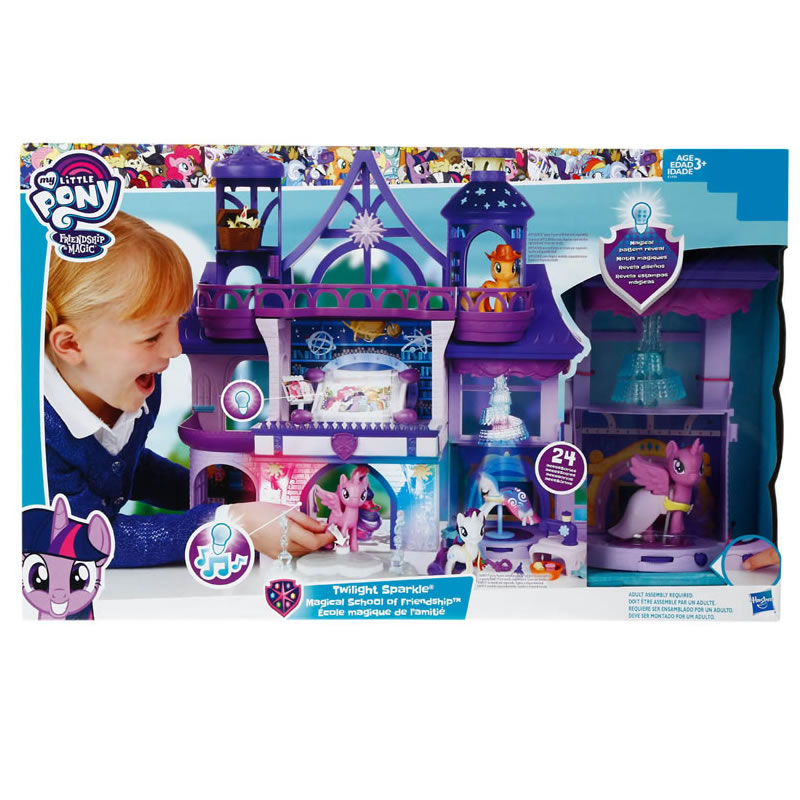 my LITTLE
PONY
FRIENDSHIP
IS MAGIC
AGE
EDAD
IDADE
3+
Magical
pattern reveal
Motifs magiques
Revela diseños
Revela estampas
mágicas
24
accessories
Twilight Sparkle®
Magical School of Friendship™
École magique de l'amitié
ADULT ASSEMBLY REQUIRED.
DOIT ÊTRE ASSEMBLÉ PAR UN ADULTE.
REQUIERE SER ENSAMBLADO POR UN ADULTO.
DEVE SER MONTADO POR UM ADULTO.
Hasbro